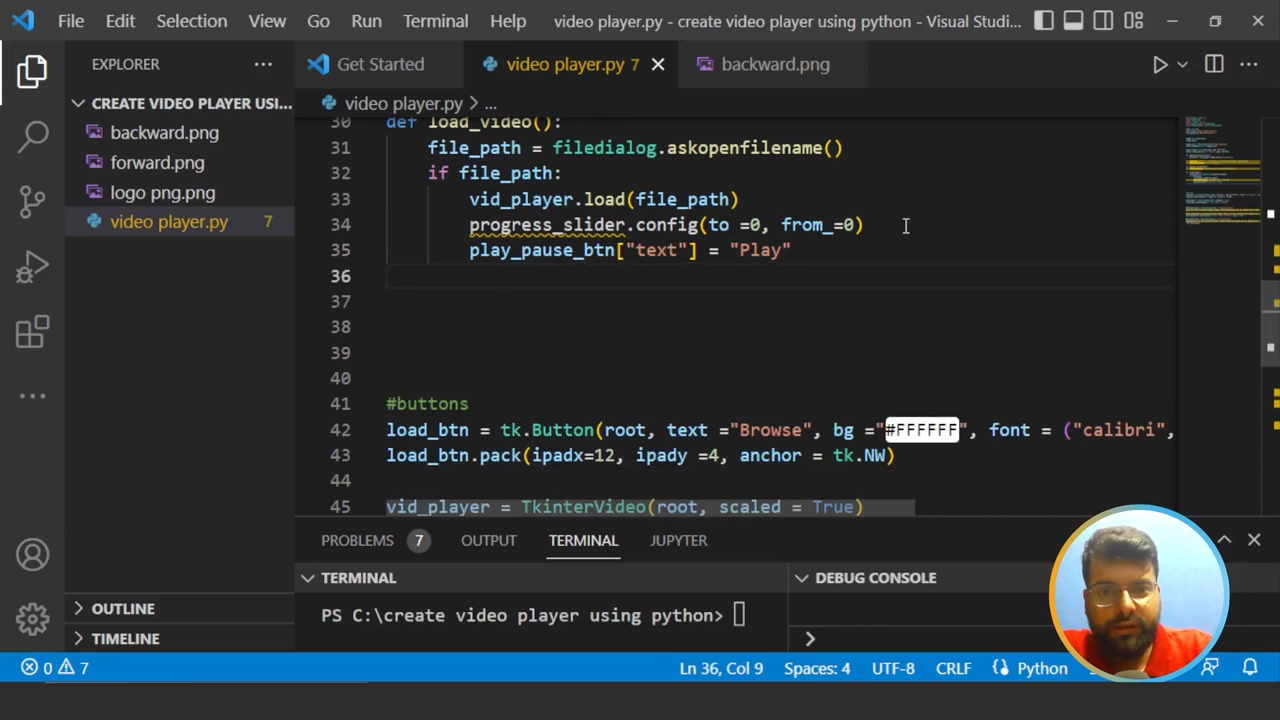 File Edit Selection View Go Run Terminal Help video player.py - create video player using python - Visual Studi...
EXPLORER ...
Get Started video player.py 7 backward.png
CREATE VIDEO PLAYER USI...
backward.png
forward.png
logo png.png
video player.py 7
video player.py > ...
30 def load_video():
31 file_path = filedialog.askopenfilename()
32 if file_path:
33 vid_player.load(file_path)
34 progress_slider.config(to =0, from_=0)
35 play_pause_btn["text"] = "Play"
36
37
38
39
40
41 #buttons
42 load_btn = tk.Button(root, text ="Browse", bg ="#FFFFFF", font = ("calibri",
43 load_btn.pack(ipadx=12, ipady =4, anchor = tk.NW)
44
45 vid_player = TkinterVideo(root, scaled = True)
PROBLEMS 7 OUTPUT TERMINAL JUPYTER
TERMINAL
PS C:\create video player using python>
DEBUG CONSOLE
>
OUTLINE
TIMELINE
0 7 Ln 36, Col 9 Spaces: 4 UTF-8 CRLF Python